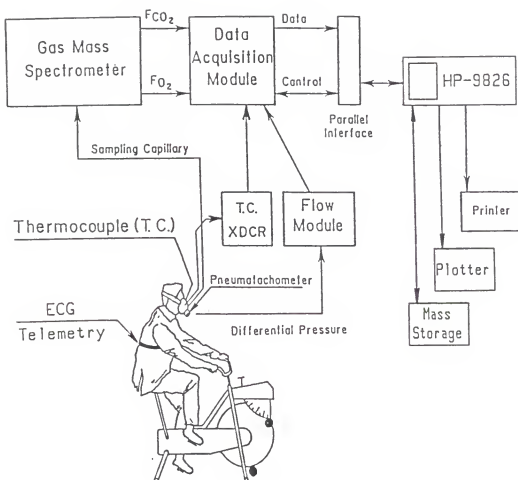 Gas Mass
Spectrometer
FCO₂
FO₂
Data
Acquisition
Module
Data
Cantrol
Parallel
Interface
HP-9826
Sampling Capillary
T.C.
XDCR
Flow
Module
Printer
Plotter
Mass
Storage
Thermocouple (T.C.)
Pneumatachometer
ECG
Telemetry
Differential Pressure